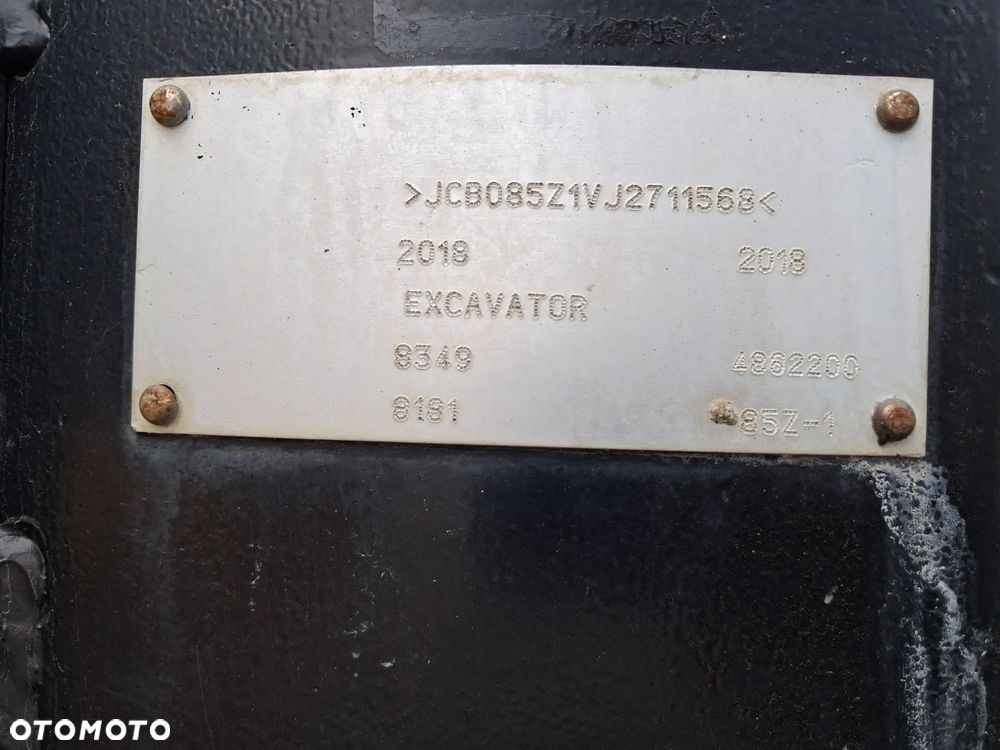 >JCB085Z1VJ2711568<
2018 2018
EXCAVATOR
8349 4862200
8181 85Z-1
OTOMOTO